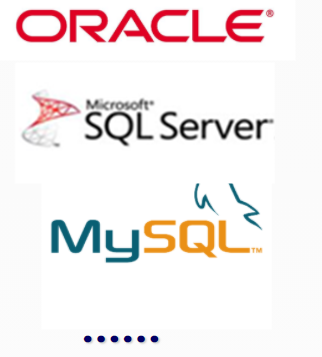 ORACLE®
Microsoft®
SQL Server®
MySQL™
......